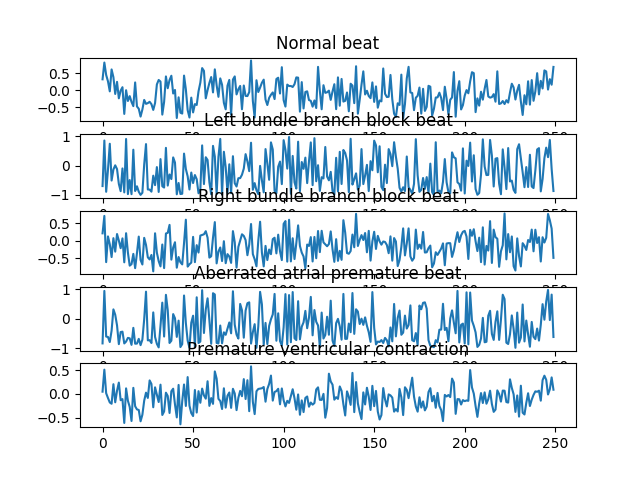 Normal beat
0.5
0.0
−0.5
Left bundle branch block beat
1
0
−1
Right bundle branch block beat
0.5
0.0
−0.5
Aberrated atrial premature beat
1
0
−1
Premature ventricular contraction
0.5
0.0
−0.5
0 50 100 150 200 250